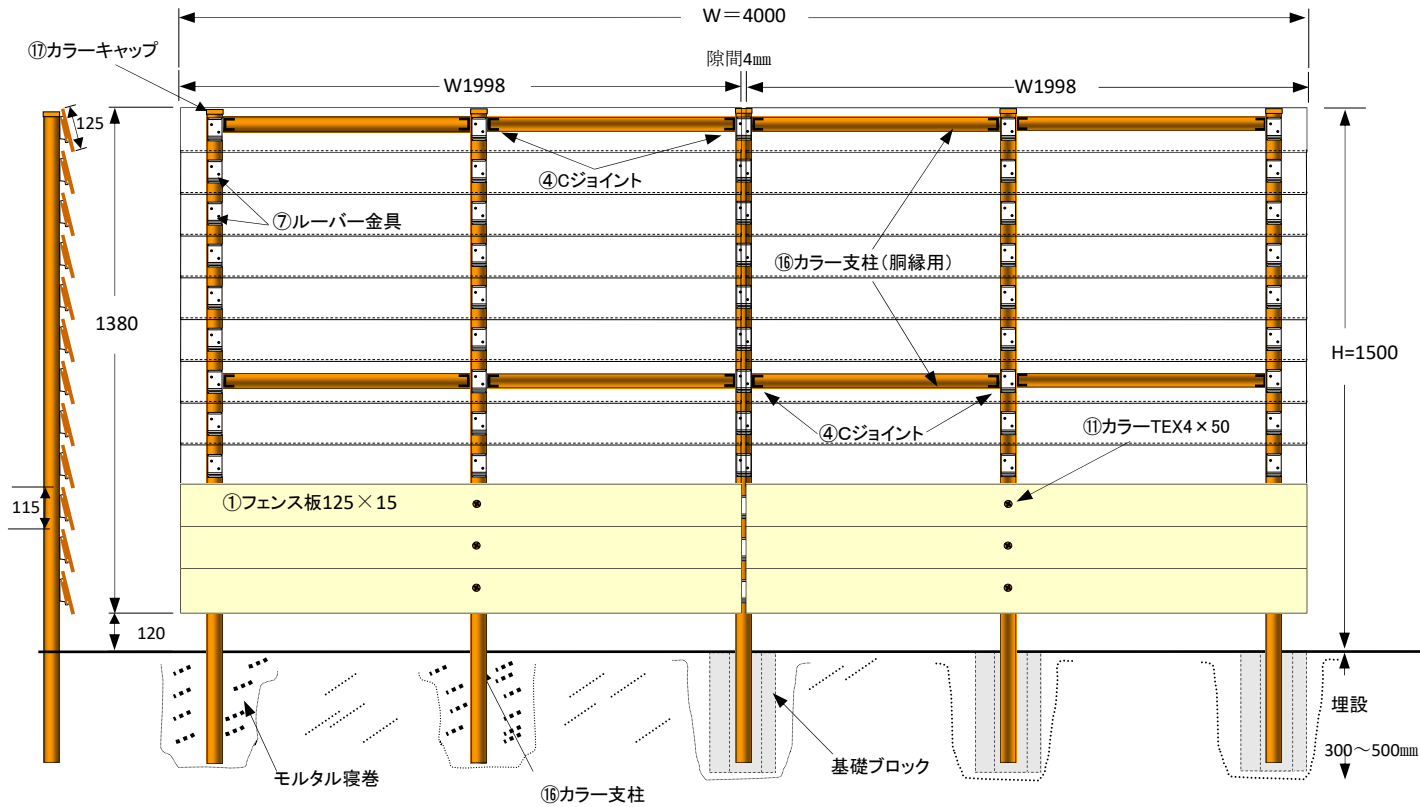 W＝4000
⑰カラーキャップ
隙間4㎜
W1998
W1998
125
④Cジョイント
⑦ルーバー金具
⑯カラー支柱（胴縁用）
1380
H=1500
④Cジョイント
⑪カラーTEX4×50
①フェンス板125×15
115
120
埋設
300～500㎜
モルタル寝巻
基礎ブロック
⑯カラー支柱